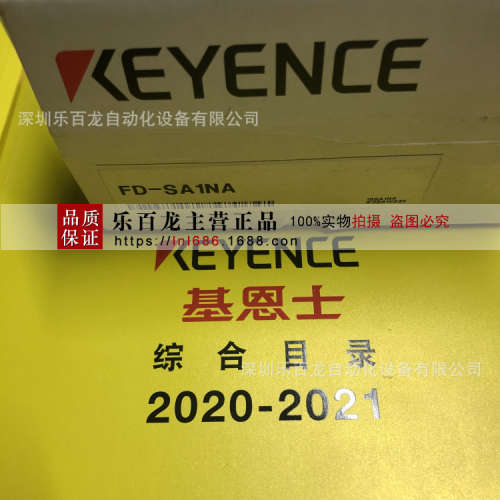 KEYENCE
深圳乐百龙自动化设备有限公司
FD-SA1NA
品质保证
乐百龙主营正品
100%实物拍摄 盗图必究
https://lnl686.1688.com
KEYENCE
基恩士
综合目录
深圳乐百龙自动化设备有限公司
2020-2021